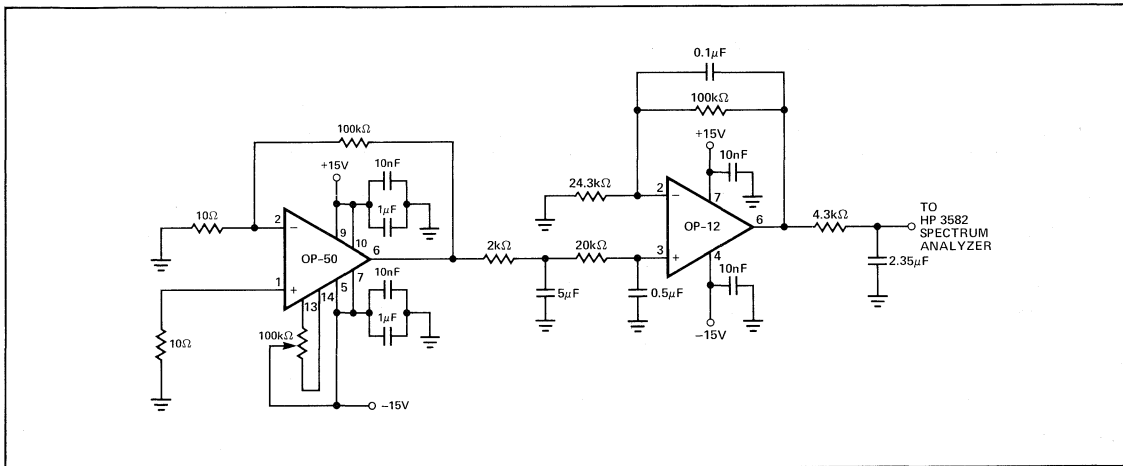 0.1μF
100kΩ
+15V
10nF
100kΩ
+15V
10nF
1μF
24.3kΩ
2
−
7
OP-12
6
3
+
4
4.3kΩ
TO
HP 3582
SPECTRUM
ANALYZER
2.35μF
10nF
−15V
10Ω
2
−
9
10
OP-50
6
1
+
7
5
14
13
10nF
1μF
2kΩ
20kΩ
5μF
0.5μF
10Ω
100kΩ
−15V